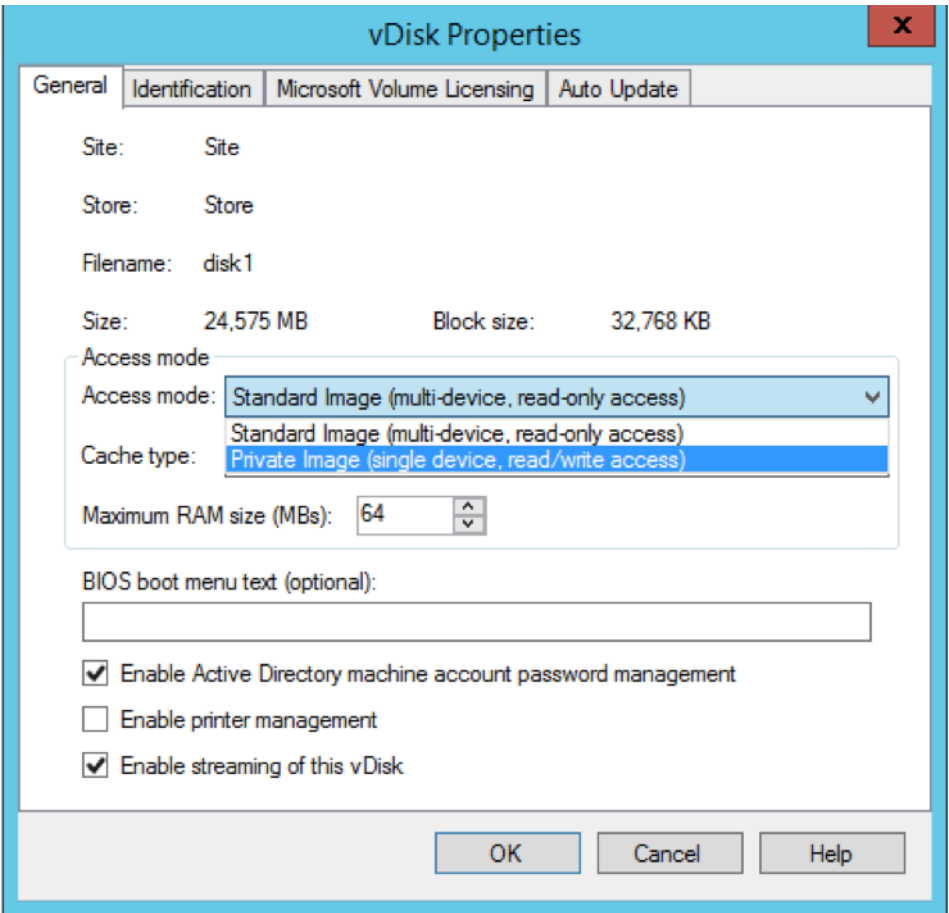 vDisk Properties
x
General Identification Microsoft Volume Licensing Auto Update
Site: Site
Store: Store
Filename: disk1
Size: 24,575 MB Block size: 32,768 KB
Access mode
Access mode: Standard Image (multi-device, read-only access)
Standard Image (multi-device, read-only access)
Cache type: Private Image (single device, read/write access)
Maximum RAM size (MBs): 64
BIOS boot menu text (optional):
Enable Active Directory machine account password management
Enable printer management
Enable streaming of this vDisk
OK Cancel Help